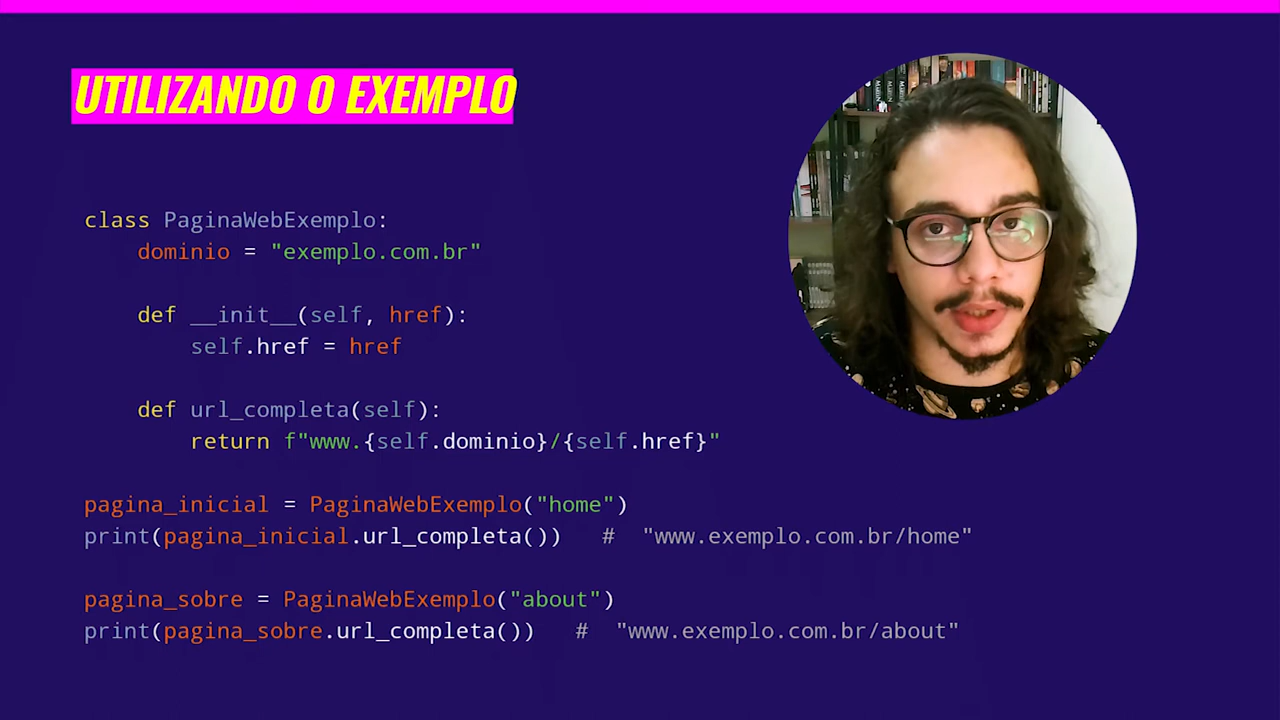 UTILIZANDO O EXEMPLO
class PaginaWebExemplo:
    dominio = "exemplo.com.br"
    def __init__(self, href):
        self.href = href
    def url_completa(self):
        return f"www.{self.dominio}/{self.href}"
pagina_inicial = PaginaWebExemplo("home")
print(pagina_inicial.url_completa())   #  "www.exemplo.com.br/home"
pagina_sobre = PaginaWebExemplo("about")
print(pagina_sobre.url_completa())   #  "www.exemplo.com.br/about"